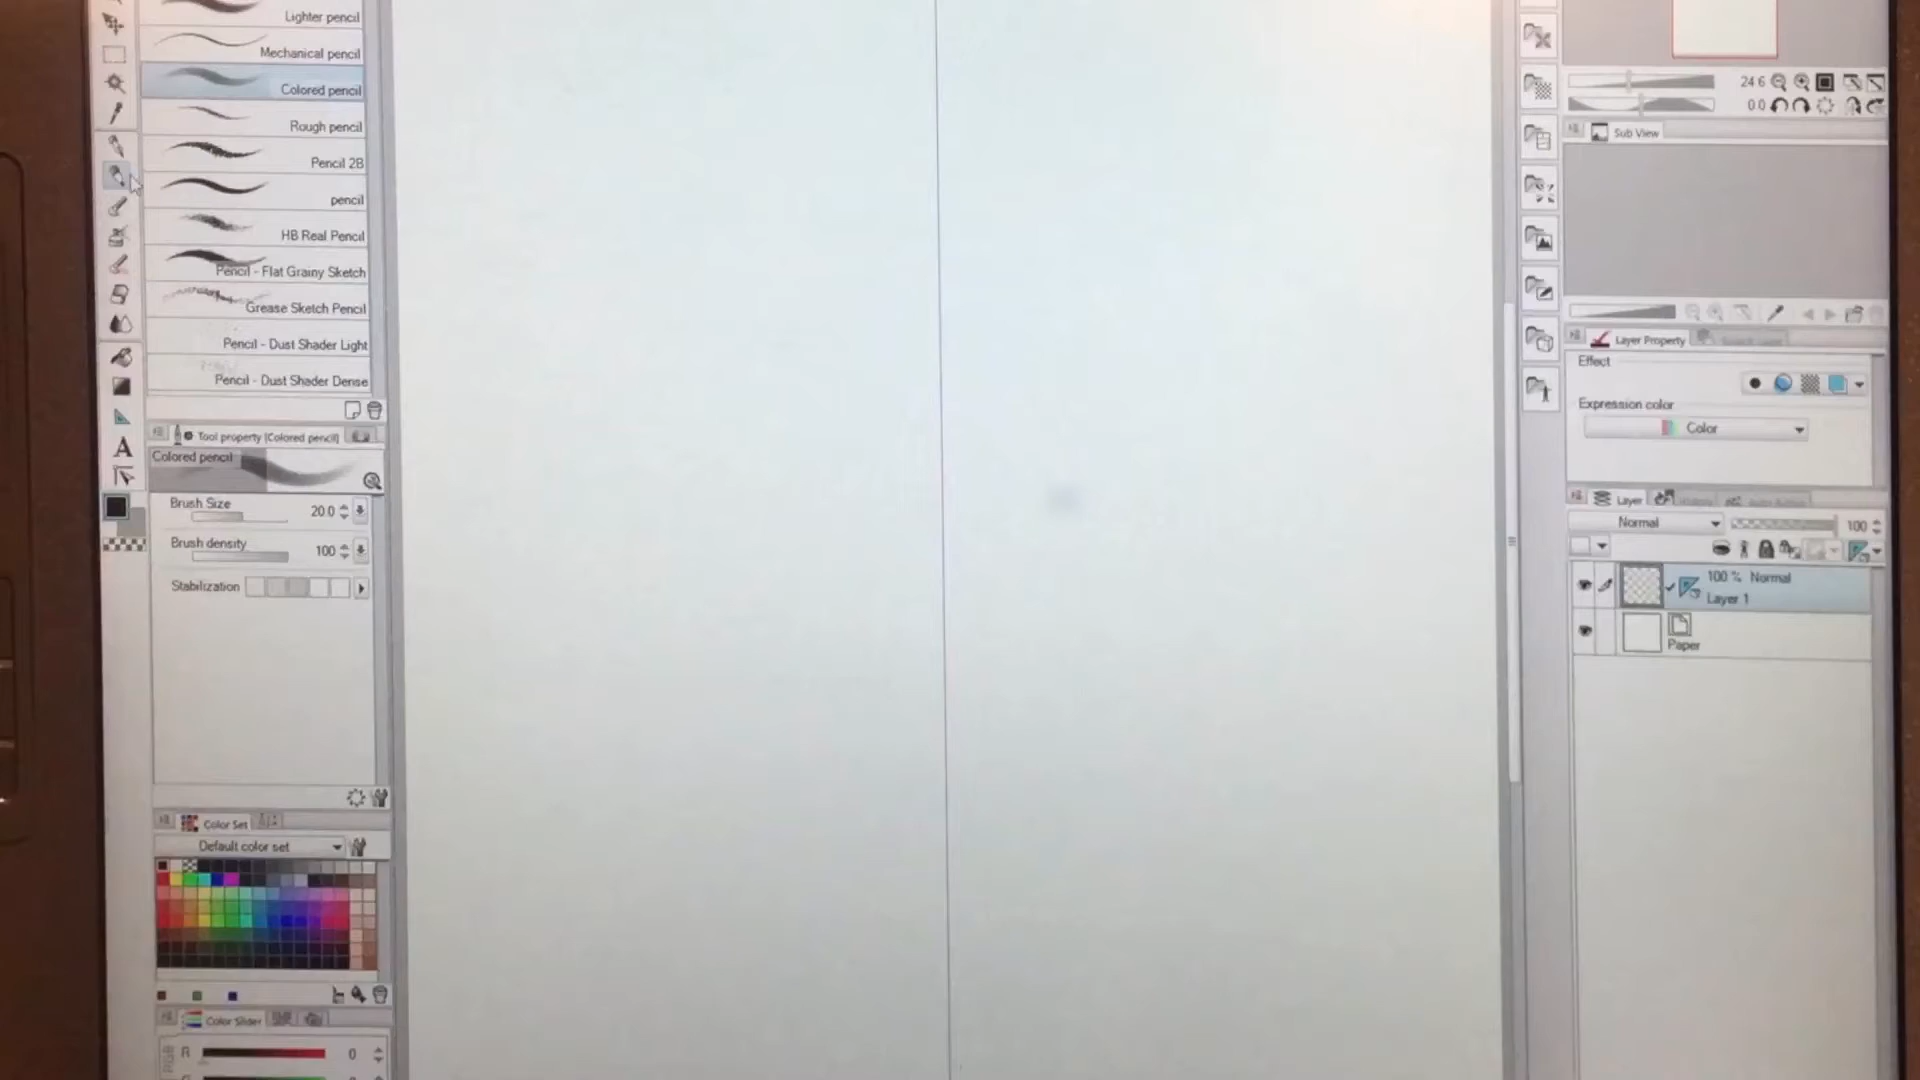 Lighter pencil
Mechanical pencil
Colored pencil
Rough pencil
Pencil 2B
pencil
HB Real Pencil
Pencil - Flat Grainy Sketch
Grease Sketch Pencil
Pencil - Dust Shader Light
Pencil - Dust Shader Dense
A
Tool property (Colored pencil)
Colored pencil
Brush Size
20.0
Brush density
100
Stabilization
Color Set
Default color set
Color Slider
RGB
R
0
24.6
0.0
Sub View
Layer Property
Effect
Expression color
Color
Layer
Normal
100
100 % Normal
Layer 1
Paper